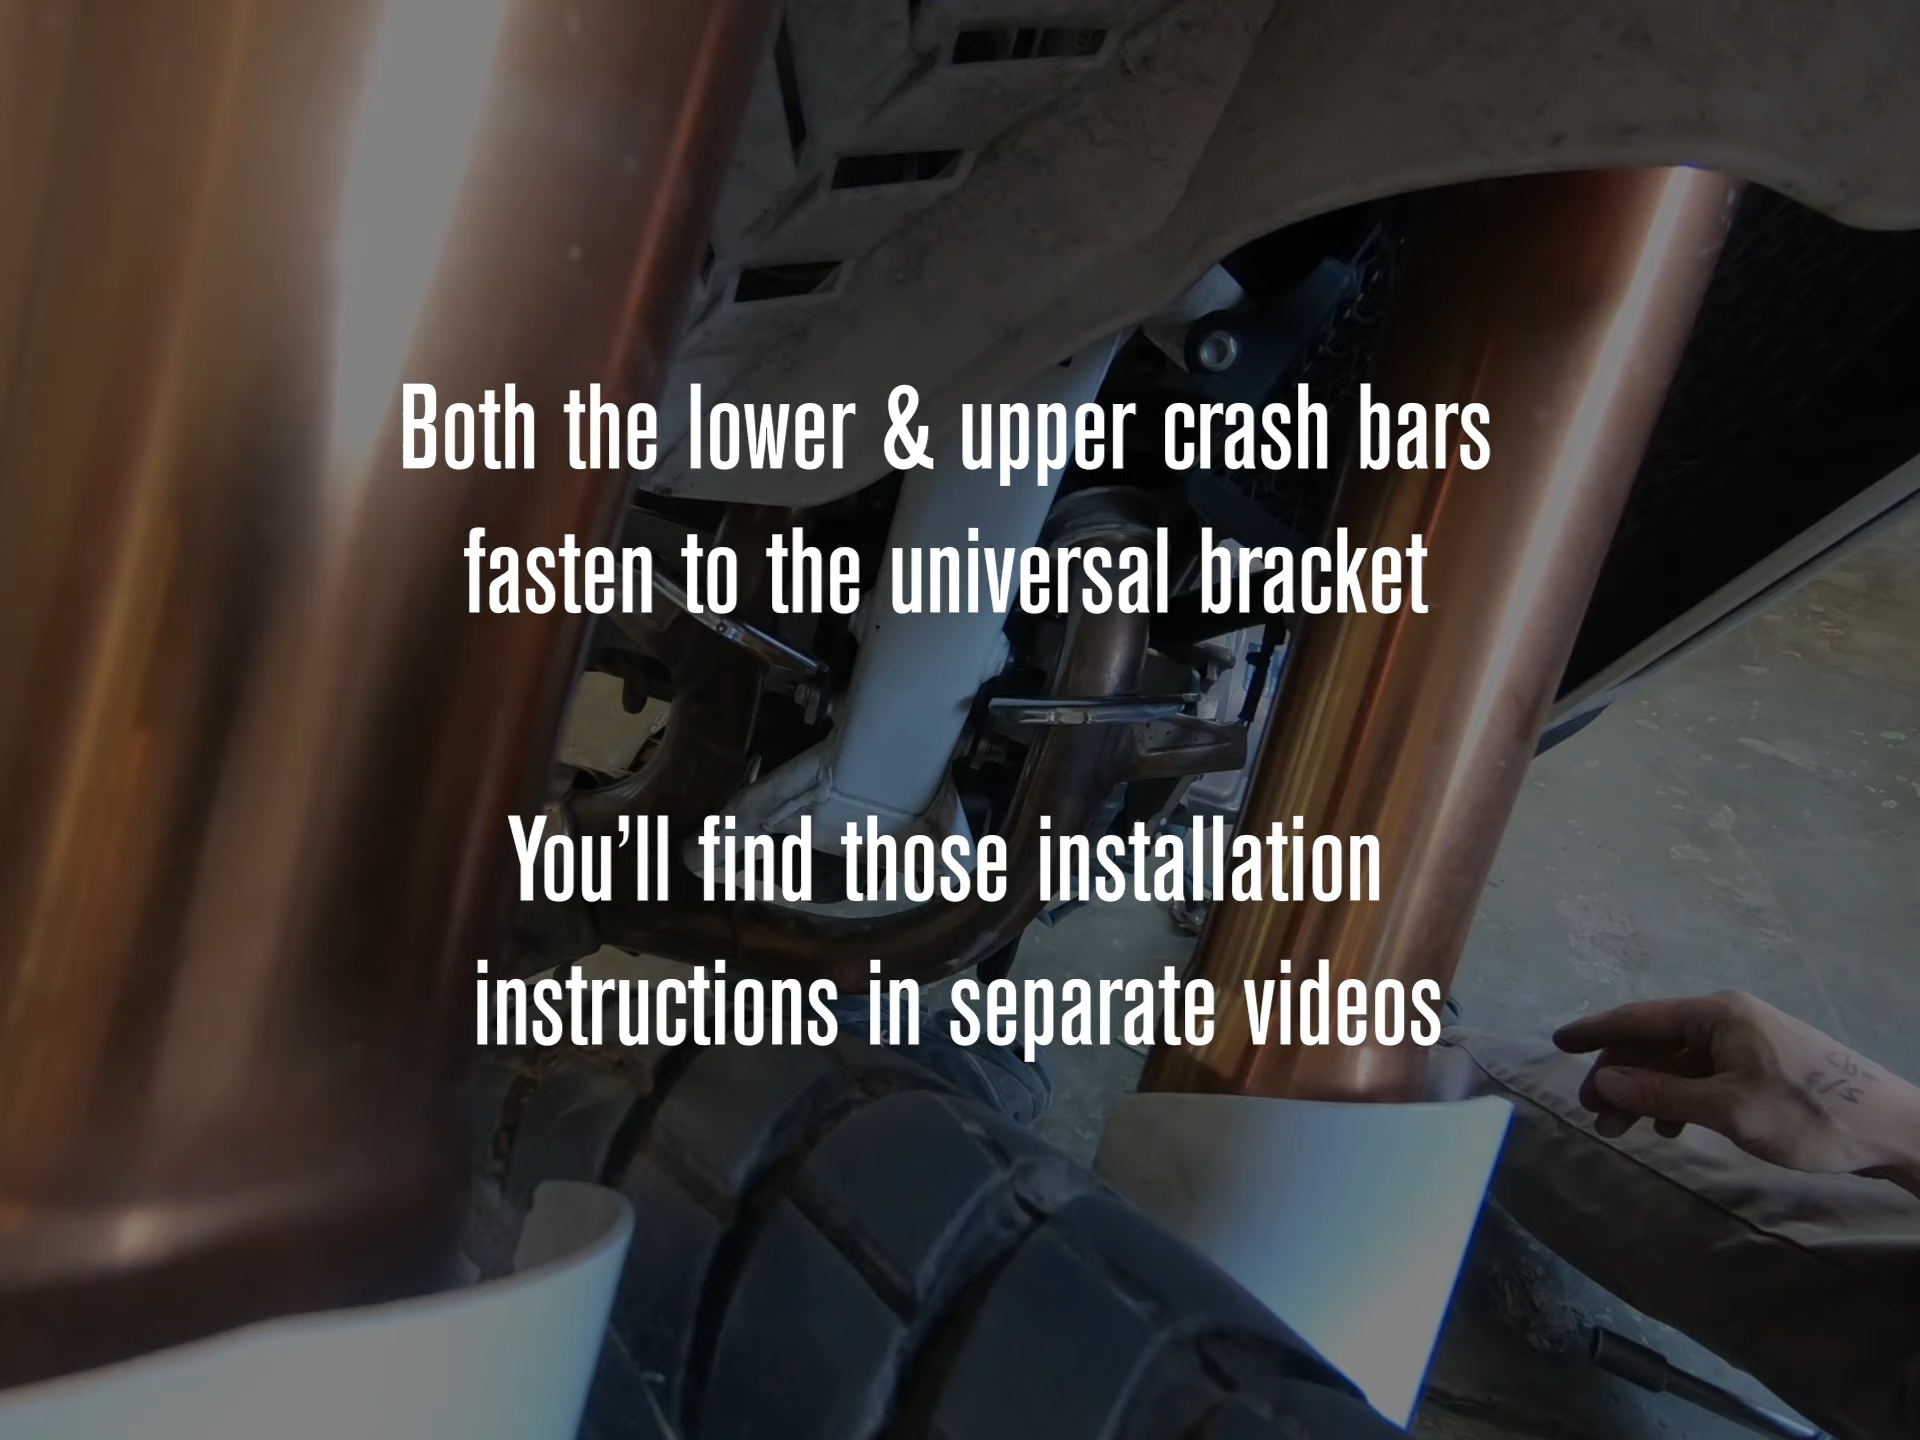 Both the lower & upper crash bars
fasten to the universal bracket
You’ll find those installation
instructions in separate videos